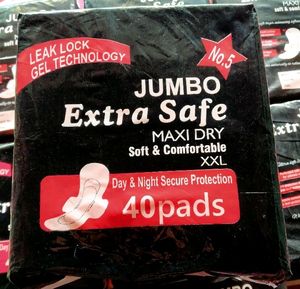 LEAK LOCK
GEL TECHNOLOGY
No.5
JUMBO
Extra Safe
MAXI DRY
Soft & Comfortable
XXL
Day & Night Secure Protection
40pads